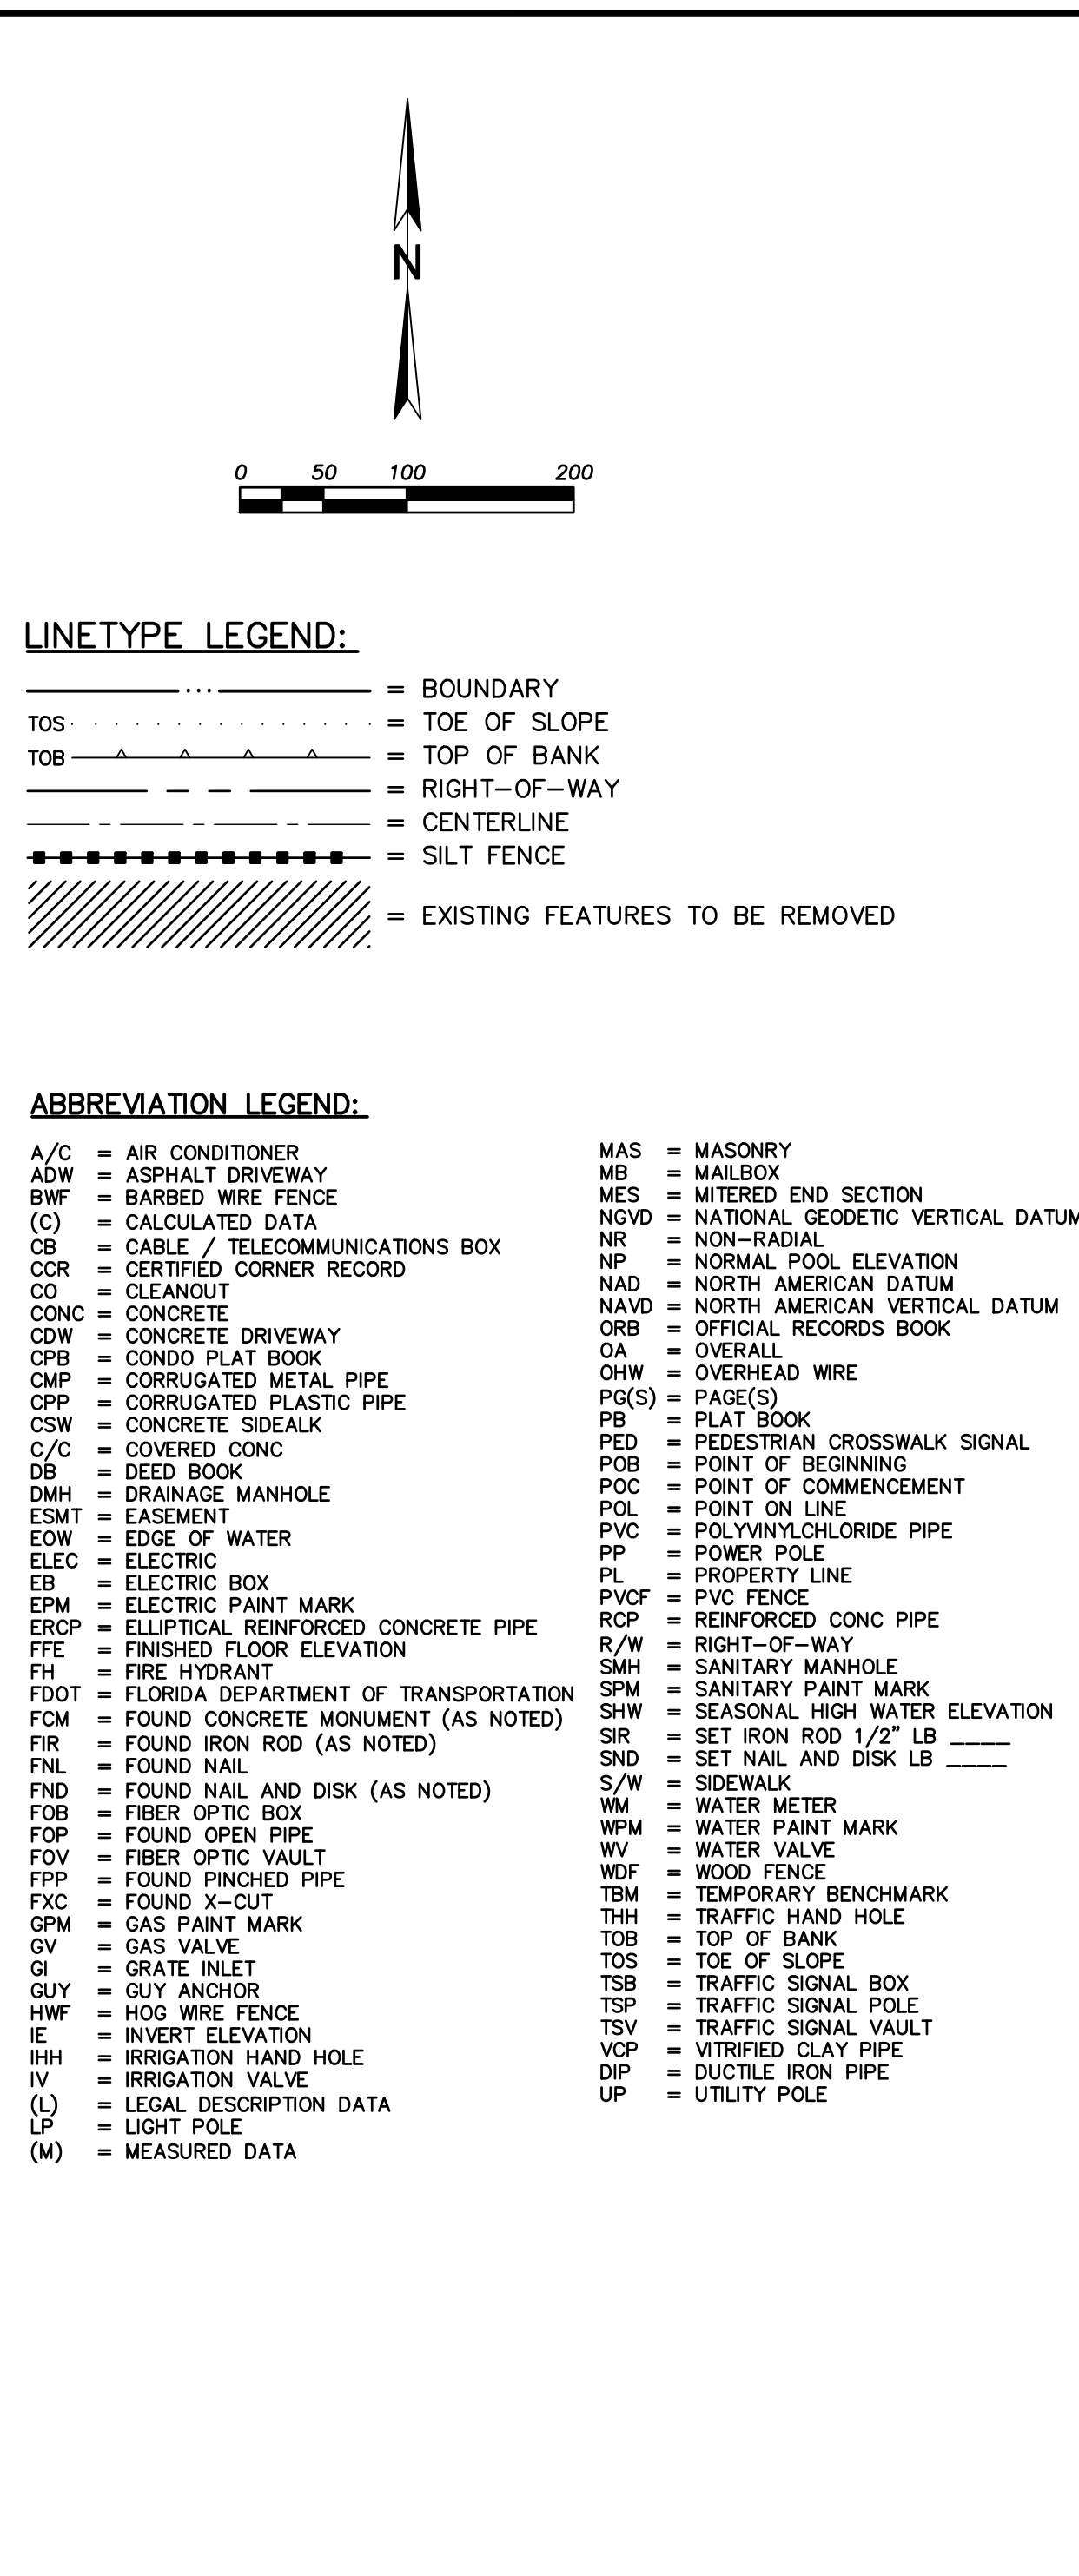 N
0 50 100 200
LINETYPE LEGEND:
= BOUNDARY
TOS = TOE OF SLOPE
TOB = TOP OF BANK
= RIGHT-OF-WAY
= CENTERLINE
= SILT FENCE
= EXISTING FEATURES TO BE REMOVED
ABBREVIATION LEGEND:
A/C = AIR CONDITIONER
ADW = ASPHALT DRIVEWAY
BWF = BARBED WIRE FENCE
(C) = CALCULATED DATA
CB = CABLE / TELECOMMUNICATIONS BOX
CCR = CERTIFIED CORNER RECORD
CO = CLEANOUT
CONC = CONCRETE
CDW = CONCRETE DRIVEWAY
CPB = CONDO PLAT BOOK
CMP = CORRUGATED METAL PIPE
CPP = CORRUGATED PLASTIC PIPE
CSW = CONCRETE SIDEALK
C/C = COVERED CONC
DB = DEED BOOK
DMH = DRAINAGE MANHOLE
ESMT = EASEMENT
EOW = EDGE OF WATER
ELEC = ELECTRIC
EB = ELECTRIC BOX
EPM = ELECTRIC PAINT MARK
ERCP = ELLIPTICAL REINFORCED CONCRETE PIPE
FFE = FINISHED FLOOR ELEVATION
FH = FIRE HYDRANT
FDOT = FLORIDA DEPARTMENT OF TRANSPORTATION
FCM = FOUND CONCRETE MONUMENT (AS NOTED)
FIR = FOUND IRON ROD (AS NOTED)
FNL = FOUND NAIL
FND = FOUND NAIL AND DISK (AS NOTED)
FOB = FIBER OPTIC BOX
FOP = FOUND OPEN PIPE
FOV = FIBER OPTIC VAULT
FPP = FOUND PINCHED PIPE
FXC = FOUND X-CUT
GPM = GAS PAINT MARK
GV = GAS VALVE
GI = GRATE INLET
GUY = GUY ANCHOR
HWF = HOG WIRE FENCE
IE = INVERT ELEVATION
IHH = IRRIGATION HAND HOLE
IV = IRRIGATION VALVE
(L) = LEGAL DESCRIPTION DATA
LP = LIGHT POLE
(M) = MEASURED DATA
MAS = MASONRY
MB = MAILBOX
MES = MITERED END SECTION
NGVD = NATIONAL GEODETIC VERTICAL DATUM
NR = NON-RADIAL
NP = NORMAL POOL ELEVATION
NAD = NORTH AMERICAN DATUM
NAVD = NORTH AMERICAN VERTICAL DATUM
ORB = OFFICIAL RECORDS BOOK
OA = OVERALL
OHW = OVERHEAD WIRE
PG(S) = PAGE(S)
PB = PLAT BOOK
PED = PEDESTRIAN CROSSWALK SIGNAL
POB = POINT OF BEGINNING
POC = POINT OF COMMENCEMENT
POL = POINT ON LINE
PVC = POLYVINYLCHLORIDE PIPE
PP = POWER POLE
PL = PROPERTY LINE
PVCF = PVC FENCE
RCP = REINFORCED CONC PIPE
R/W = RIGHT-OF-WAY
SMH = SANITARY MANHOLE
SPM = SANITARY PAINT MARK
SHW = SEASONAL HIGH WATER ELEVATION
SIR = SET IRON ROD 1/2" LB ____
SND = SET NAIL AND DISK LB ____
S/W = SIDEWALK
WM = WATER METER
WPM = WATER PAINT MARK
WV = WATER VALVE
WDF = WOOD FENCE
TBM = TEMPORARY BENCHMARK
THH = TRAFFIC HAND HOLE
TOB = TOP OF BANK
TOS = TOE OF SLOPE
TSB = TRAFFIC SIGNAL BOX
TSP = TRAFFIC SIGNAL POLE
TSV = TRAFFIC SIGNAL VAULT
VCP = VITRIFIED CLAY PIPE
DIP = DUCTILE IRON PIPE
UP = UTILITY POLE